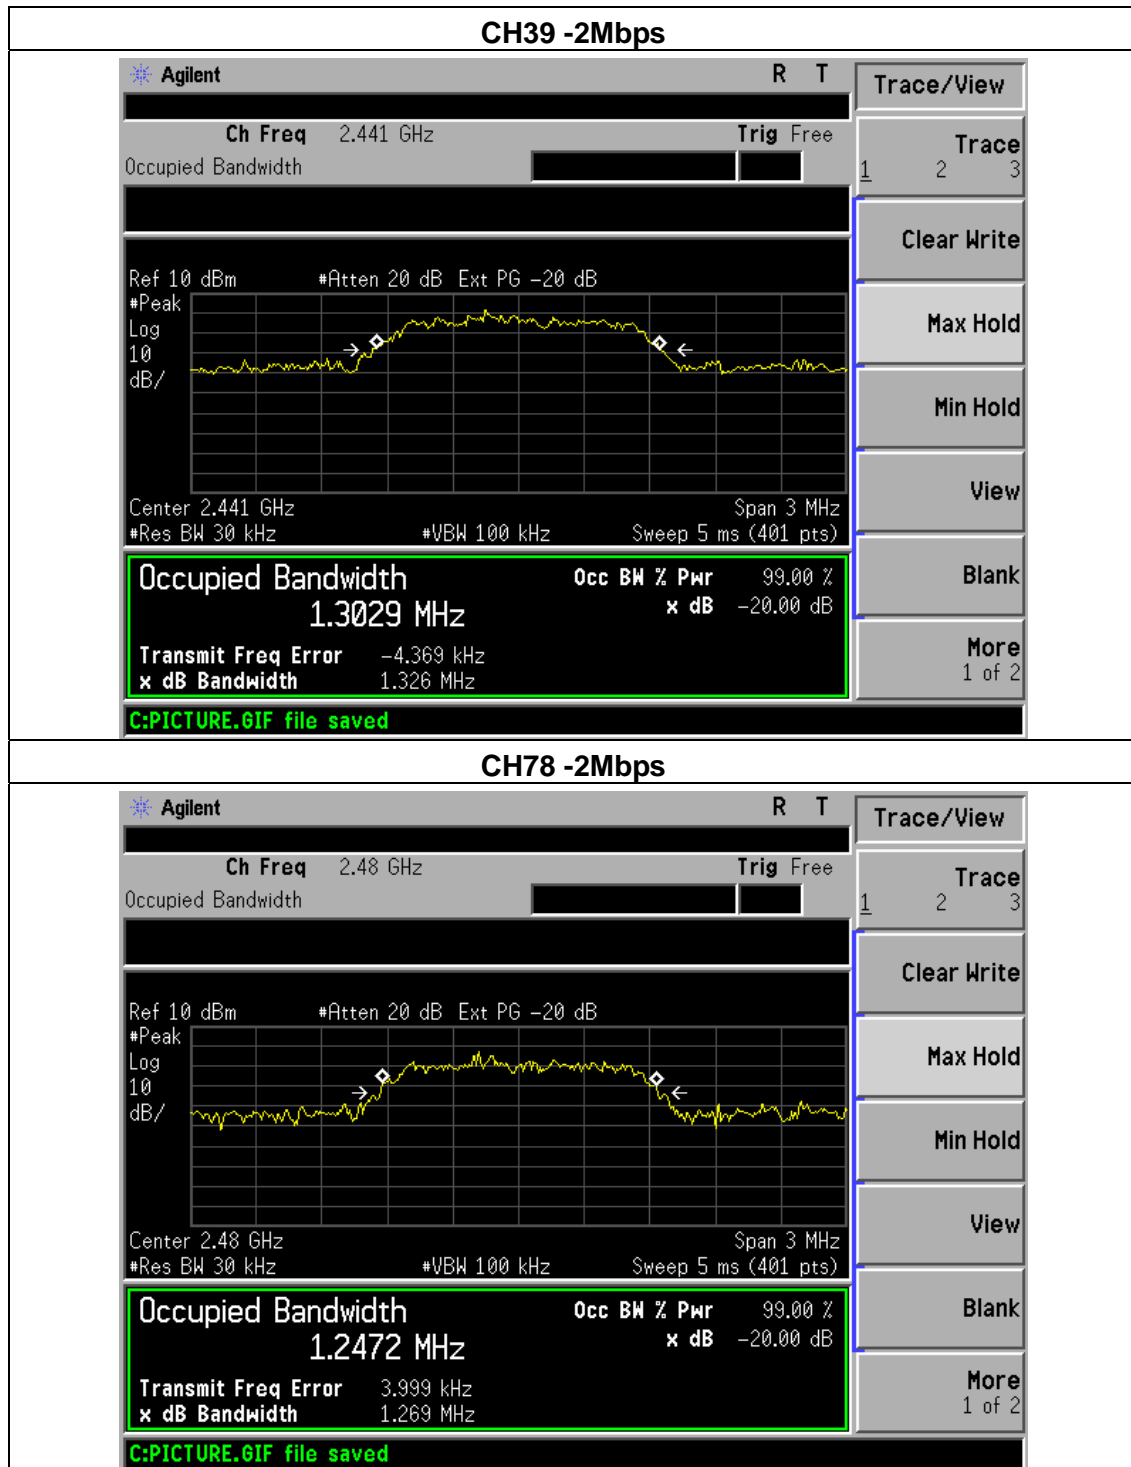 CH39 -2Mbps
Agilent R T
Trace/View
Ch Freq 2.441 GHz Trig Free
Occupied Bandwidth
Trace
1 2 3
Clear Write
Ref 10 dBm #Atten 20 dB Ext PG -20 dB
#Peak
Log
10
dB/
Max Hold
Min Hold
View
Center 2.441 GHz Span 3 MHz
#Res BW 30 kHz #VBW 100 kHz Sweep 5 ms (401 pts)
Occupied Bandwidth Occ BW % Pwr 99.00 %
1.3029 MHz x dB -20.00 dB
Blank
Transmit Freq Error -4.369 kHz
x dB Bandwidth 1.326 MHz
More
1 of 2
C:PICTURE.GIF file saved
CH78 -2Mbps
Agilent R T
Trace/View
Ch Freq 2.48 GHz Trig Free
Occupied Bandwidth
Trace
1 2 3
Clear Write
Ref 10 dBm #Atten 20 dB Ext PG -20 dB
#Peak
Log
10
dB/
Max Hold
Min Hold
View
Center 2.48 GHz Span 3 MHz
#Res BW 30 kHz #VBW 100 kHz Sweep 5 ms (401 pts)
Occupied Bandwidth Occ BW % Pwr 99.00 %
1.2472 MHz x dB -20.00 dB
Blank
Transmit Freq Error 3.999 kHz
x dB Bandwidth 1.269 MHz
More
1 of 2
C:PICTURE.GIF file saved